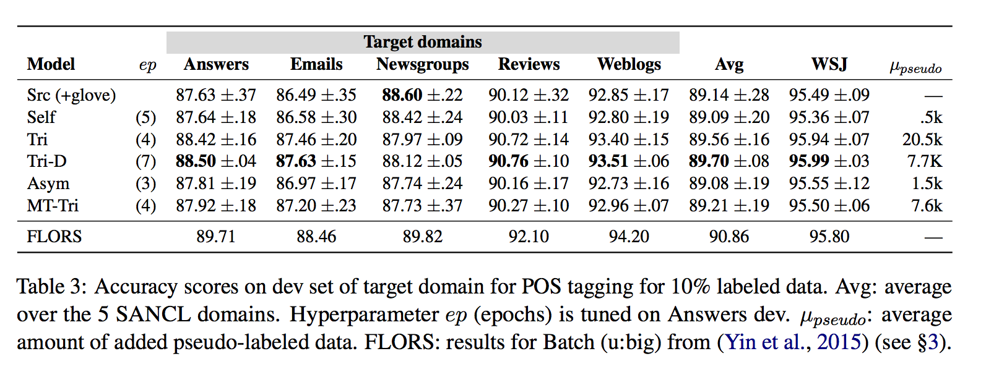 Target domains
Model ep Answers Emails Newsgroups Reviews Weblogs Avg WSJ μpseudo
Src (+glove) 87.63 ±.37 86.49 ±.35 88.60 ±.22 90.12 ±.32 92.85 ±.17 89.14 ±.28 95.49 ±.09 —
Self (5) 87.64 ±.18 86.58 ±.30 88.42 ±.24 90.03 ±.11 92.80 ±.19 89.09 ±.20 95.36 ±.07 .5k
Tri (4) 88.42 ±.16 87.46 ±.20 87.97 ±.09 90.72 ±.14 93.40 ±.15 89.56 ±.16 95.94 ±.07 20.5k
Tri-D (7) 88.50 ±.04 87.63 ±.15 88.12 ±.05 90.76 ±.10 93.51 ±.06 89.70 ±.08 95.99 ±.03 7.7K
Asym (3) 87.81 ±.19 86.97 ±.17 87.74 ±.24 90.16 ±.17 92.73 ±.16 89.08 ±.19 95.55 ±.12 1.5k
MT-Tri (4) 87.92 ±.18 87.20 ±.23 87.73 ±.37 90.27 ±.10 92.96 ±.07 89.21 ±.19 95.50 ±.06 7.6k
FLORS 89.71 88.46 89.82 92.10 94.20 90.86 95.80 —
Table 3: Accuracy scores on dev set of target domain for POS tagging for 10% labeled data. Avg: average
over the 5 SANCL domains. Hyperparameter ep (epochs) is tuned on Answers dev. μpseudo: average
amount of added pseudo-labeled data. FLORS: results for Batch (u:big) from (Yin et al., 2015) (see §3).